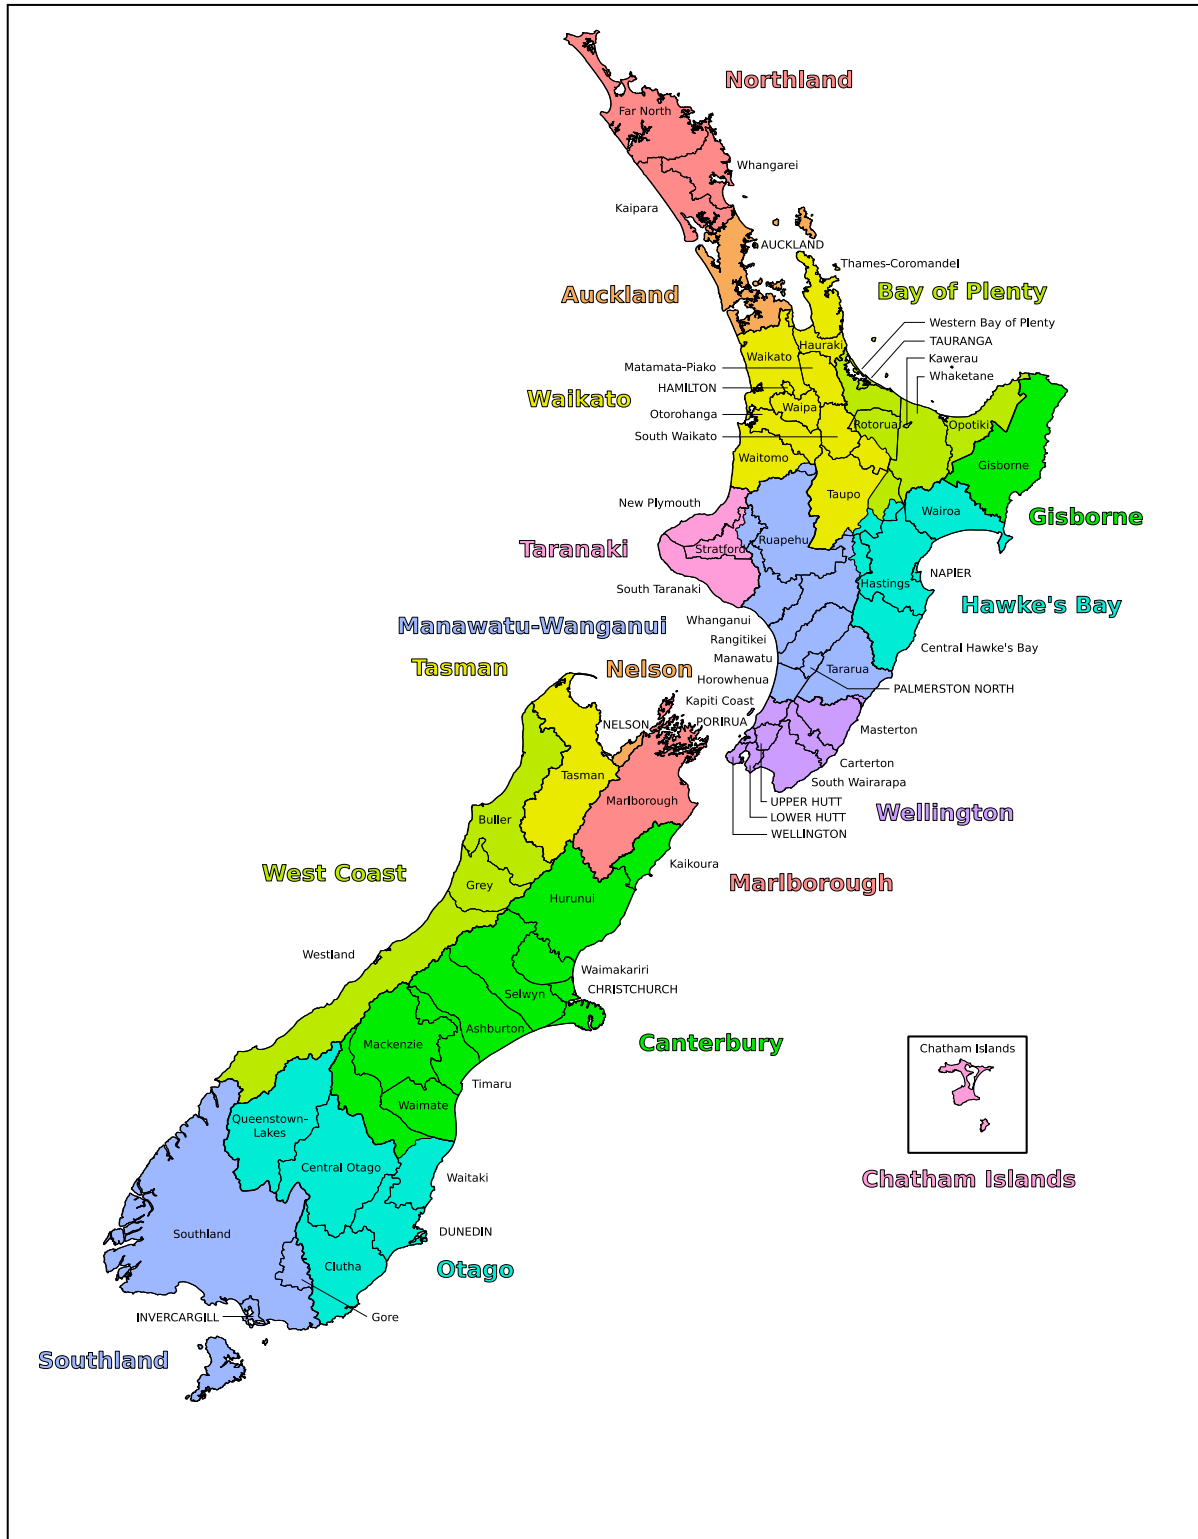 Northland
Far North
Whangarei
Kaipara
AUCKLAND
Thames-Coromandel
Auckland
Bay of Plenty
Western Bay of Plenty
TAURANGA
Hauraki
Waikato
Kawerau
Matamata-Piako
Whaketane
HAMILTON
Waikato
Waipa
Otorohanga
Rotorua
Opotiki
South Waikato
Waitomo
Gisborne
Taupo
New Plymouth
Wairoa
Gisborne
Ruapehu
Taranaki
Stratford
NAPIER
Hastings
South Taranaki
Hawke's Bay
Whanganui
Manawatu-Wanganui
Rangitikei
Central Hawke's Bay
Manawatu
Tasman
Nelson
Tararua
Horowhenua
PALMERSTON NORTH
Kapiti Coast
NELSON
PORIRUA
Masterton
Carterton
Tasman
South Wairarapa
Marlborough
UPPER HUTT
Wellington
LOWER HUTT
Buller
WELLINGTON
Kaikoura
West Coast
Grey
Marlborough
Hurunui
Westland
Waimakariri
CHRISTCHURCH
Selwyn
Ashburton
Canterbury
Mackenzie
Chatham Islands
Timaru
Waimate
Queenstown-
Lakes
Central Otago
Waitaki
Chatham Islands
Southland
DUNEDIN
Clutha
Otago
INVERCARGILL
Gore
Southland